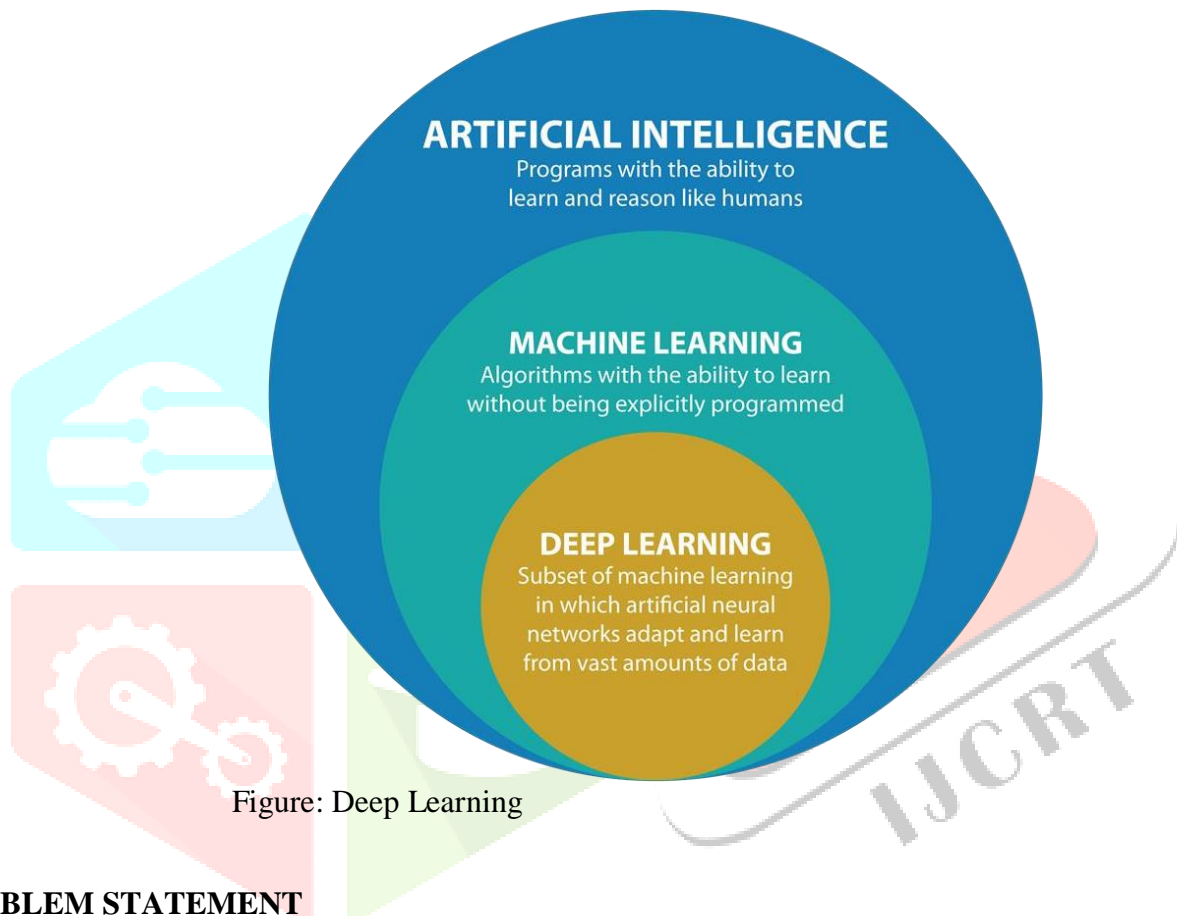 ARTIFICIAL INTELLIGENCE
Programs with the ability to
learn and reason like humans
MACHINE LEARNING
Algorithms with the ability to learn
without being explicitly programmed
DEEP LEARNING
Subset of machine learning
in which artificial neural
networks adapt and learn
from vast amounts of data
IJCRT
Figure: Deep Learning
BLEM STATEMENT